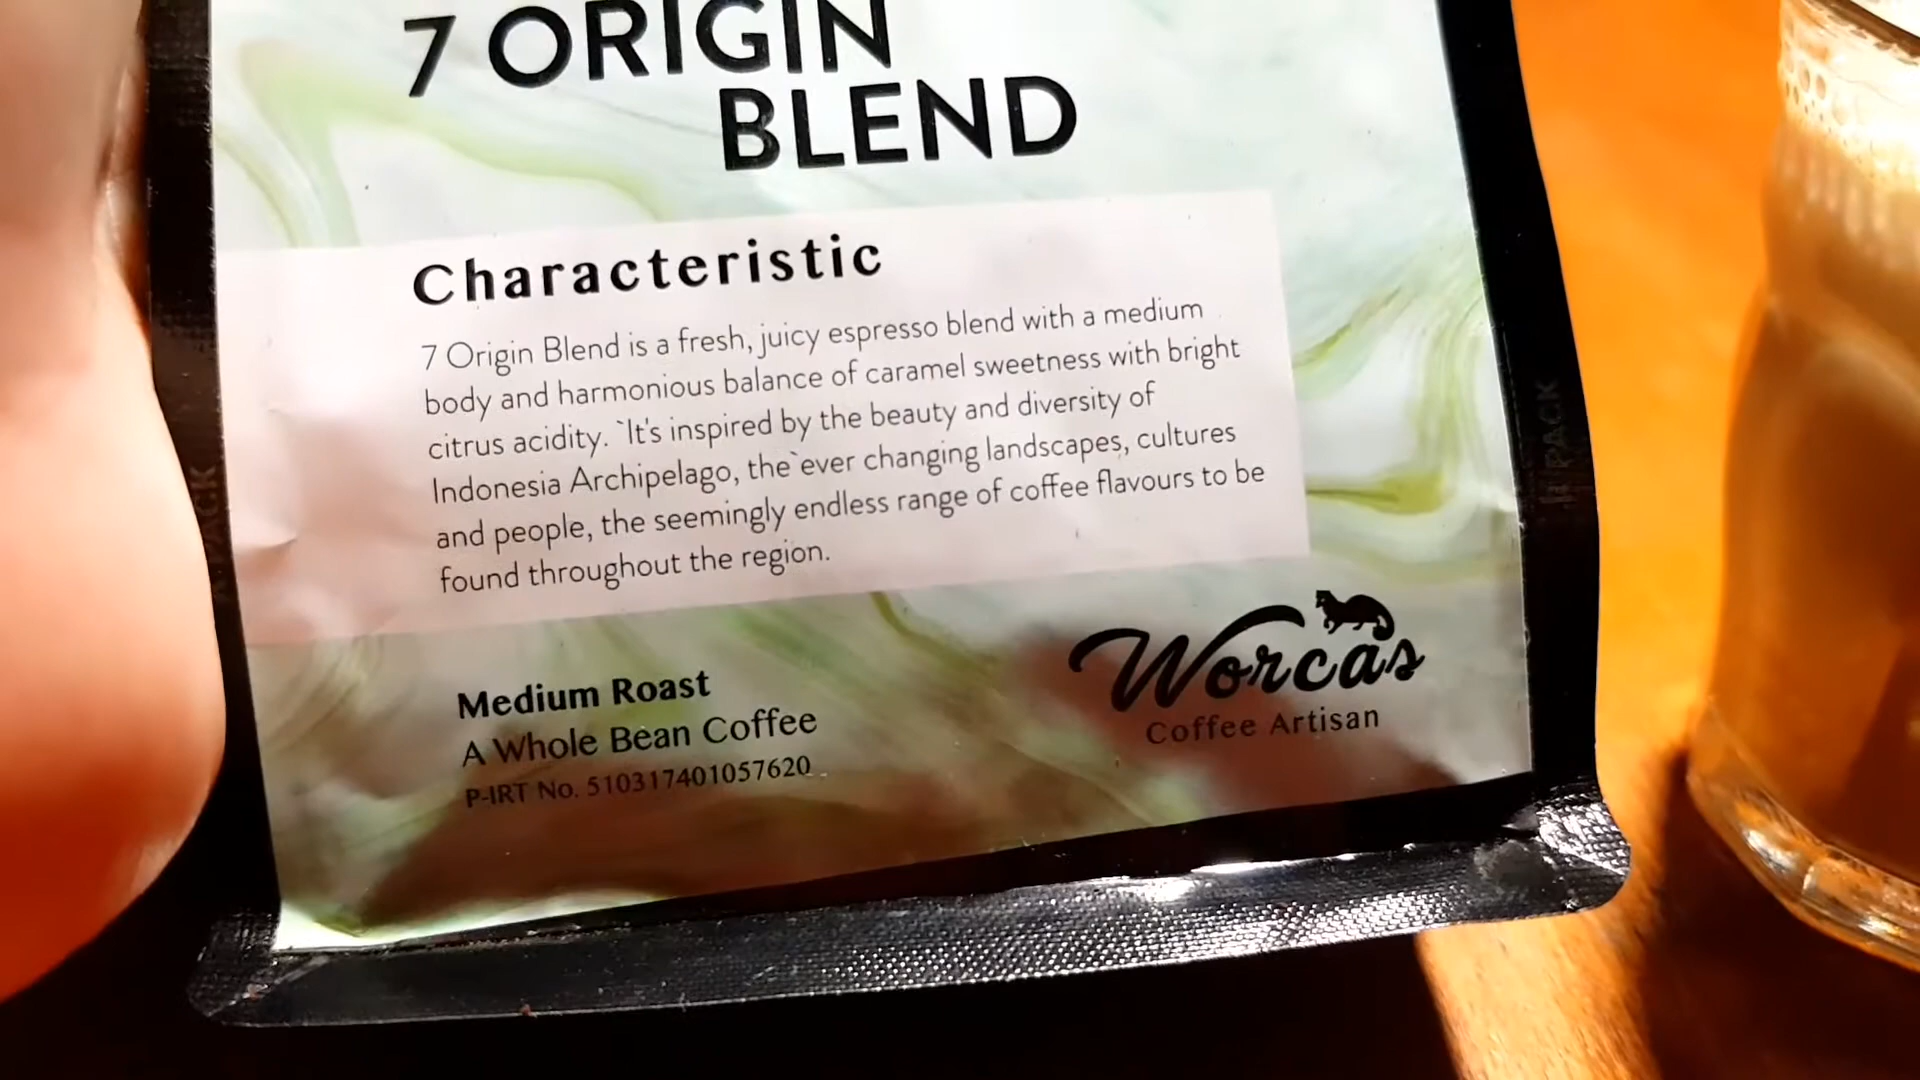 7 ORIGIN
BLEND
Characteristic
7 Origin Blend is a fresh, juicy espresso blend with a medium
body and harmonious balance of caramel sweetness with bright
citrus acidity. `It's inspired by the beauty and diversity of
Indonesia Archipelago, the`ever changing landscapes, cultures
and people, the seemingly endless range of coffee flavours to be
found throughout the region.
Medium Roast
A Whole Bean Coffee
P-IRT No. 510317401057620
Worcas
Coffee Artisan